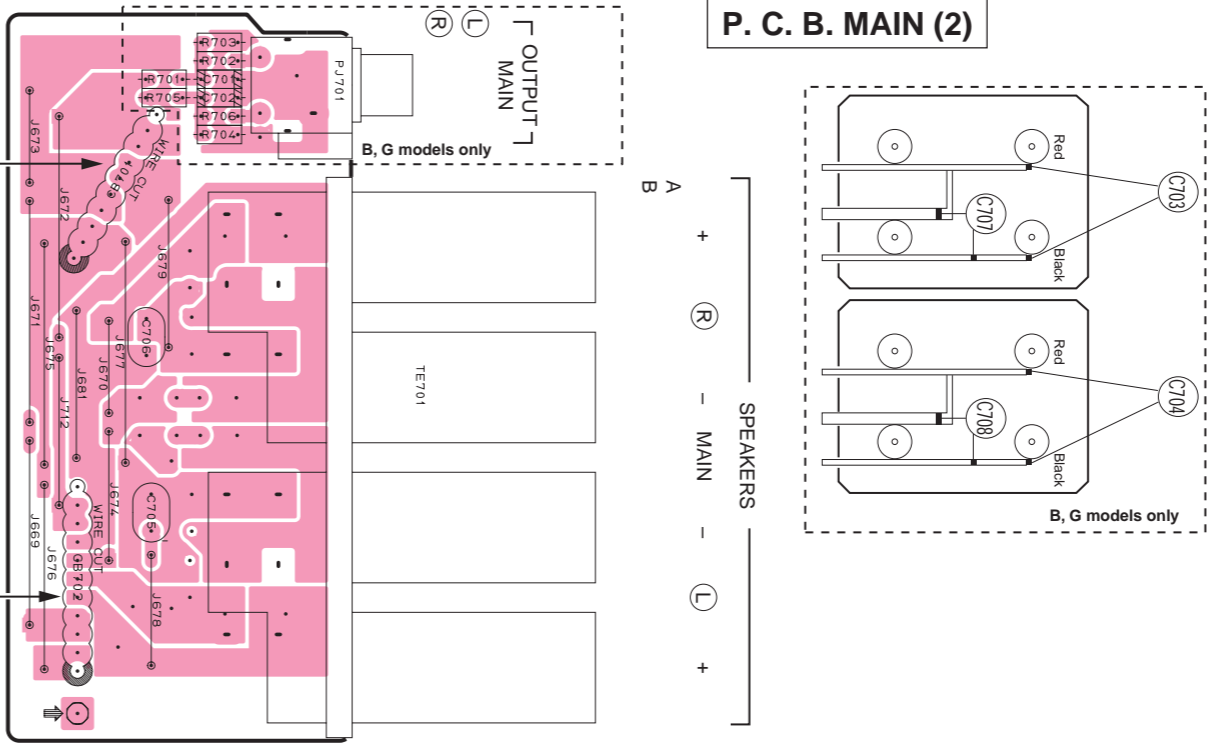 P. C. B. MAIN (2)
R L
OUTPUT
MAIN
B, G models only
PJ701
R703
R702
R701
C701
R705
C702
R706
R704
WIRE CUT
CB701
J673
J672
J679
J671
J675
J677
J670
J681
J712
C706
TE701
J674
C705
WIRE CUT
CB702
J669
J676
J678
A
B
+
R
–
MAIN
–
L
+
SPEAKERS
Red
C703
C707
Black
Red
C704
C708
Black
B, G models only